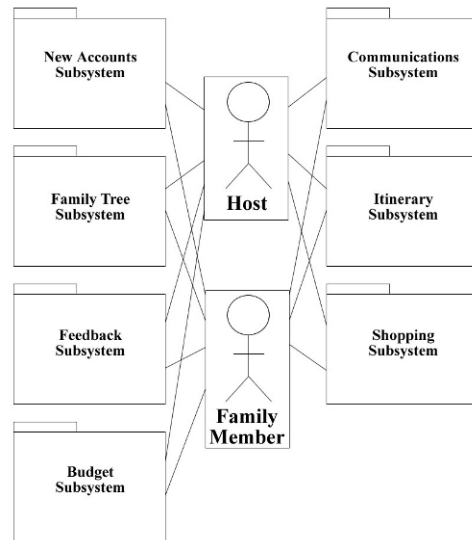 New Accounts
Subsystem
Communications
Subsystem
Host
Family Tree
Subsystem
Itinerary
Subsystem
Feedback
Subsystem
Shopping
Subsystem
Family
Member
Budget
Subsystem